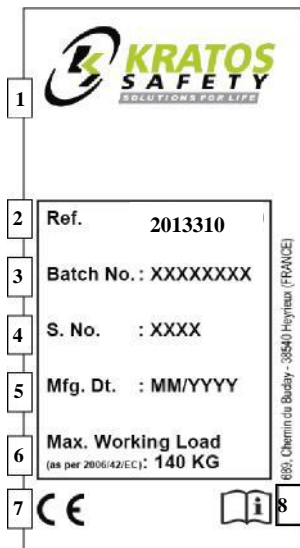 KRATOS
SAFETY
SOLUTIONS FOR LIFE
1
2 Ref. 2013310
3 Batch No. : XXXXXXXX
4 S. No. : XXXX
5 Mfg. Dt. : MM/YYYY
6 Max. Working Load
(as per 2006/42/EC): 140 KG
7 CE
i 8
689, Chemin du Buclay - 38540 Heyrieux (FRANCE)